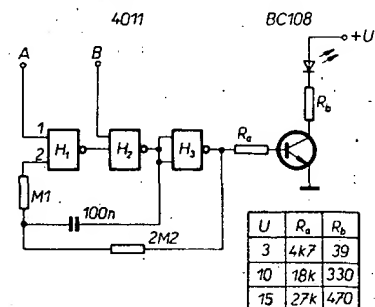 4011 BC108
+U
A B
1
2
H1 H2 H3
Ra
Rb
M1
100n
2M2
U Ra Rb
3 4k7 39
10 18k 330
15 27k 470